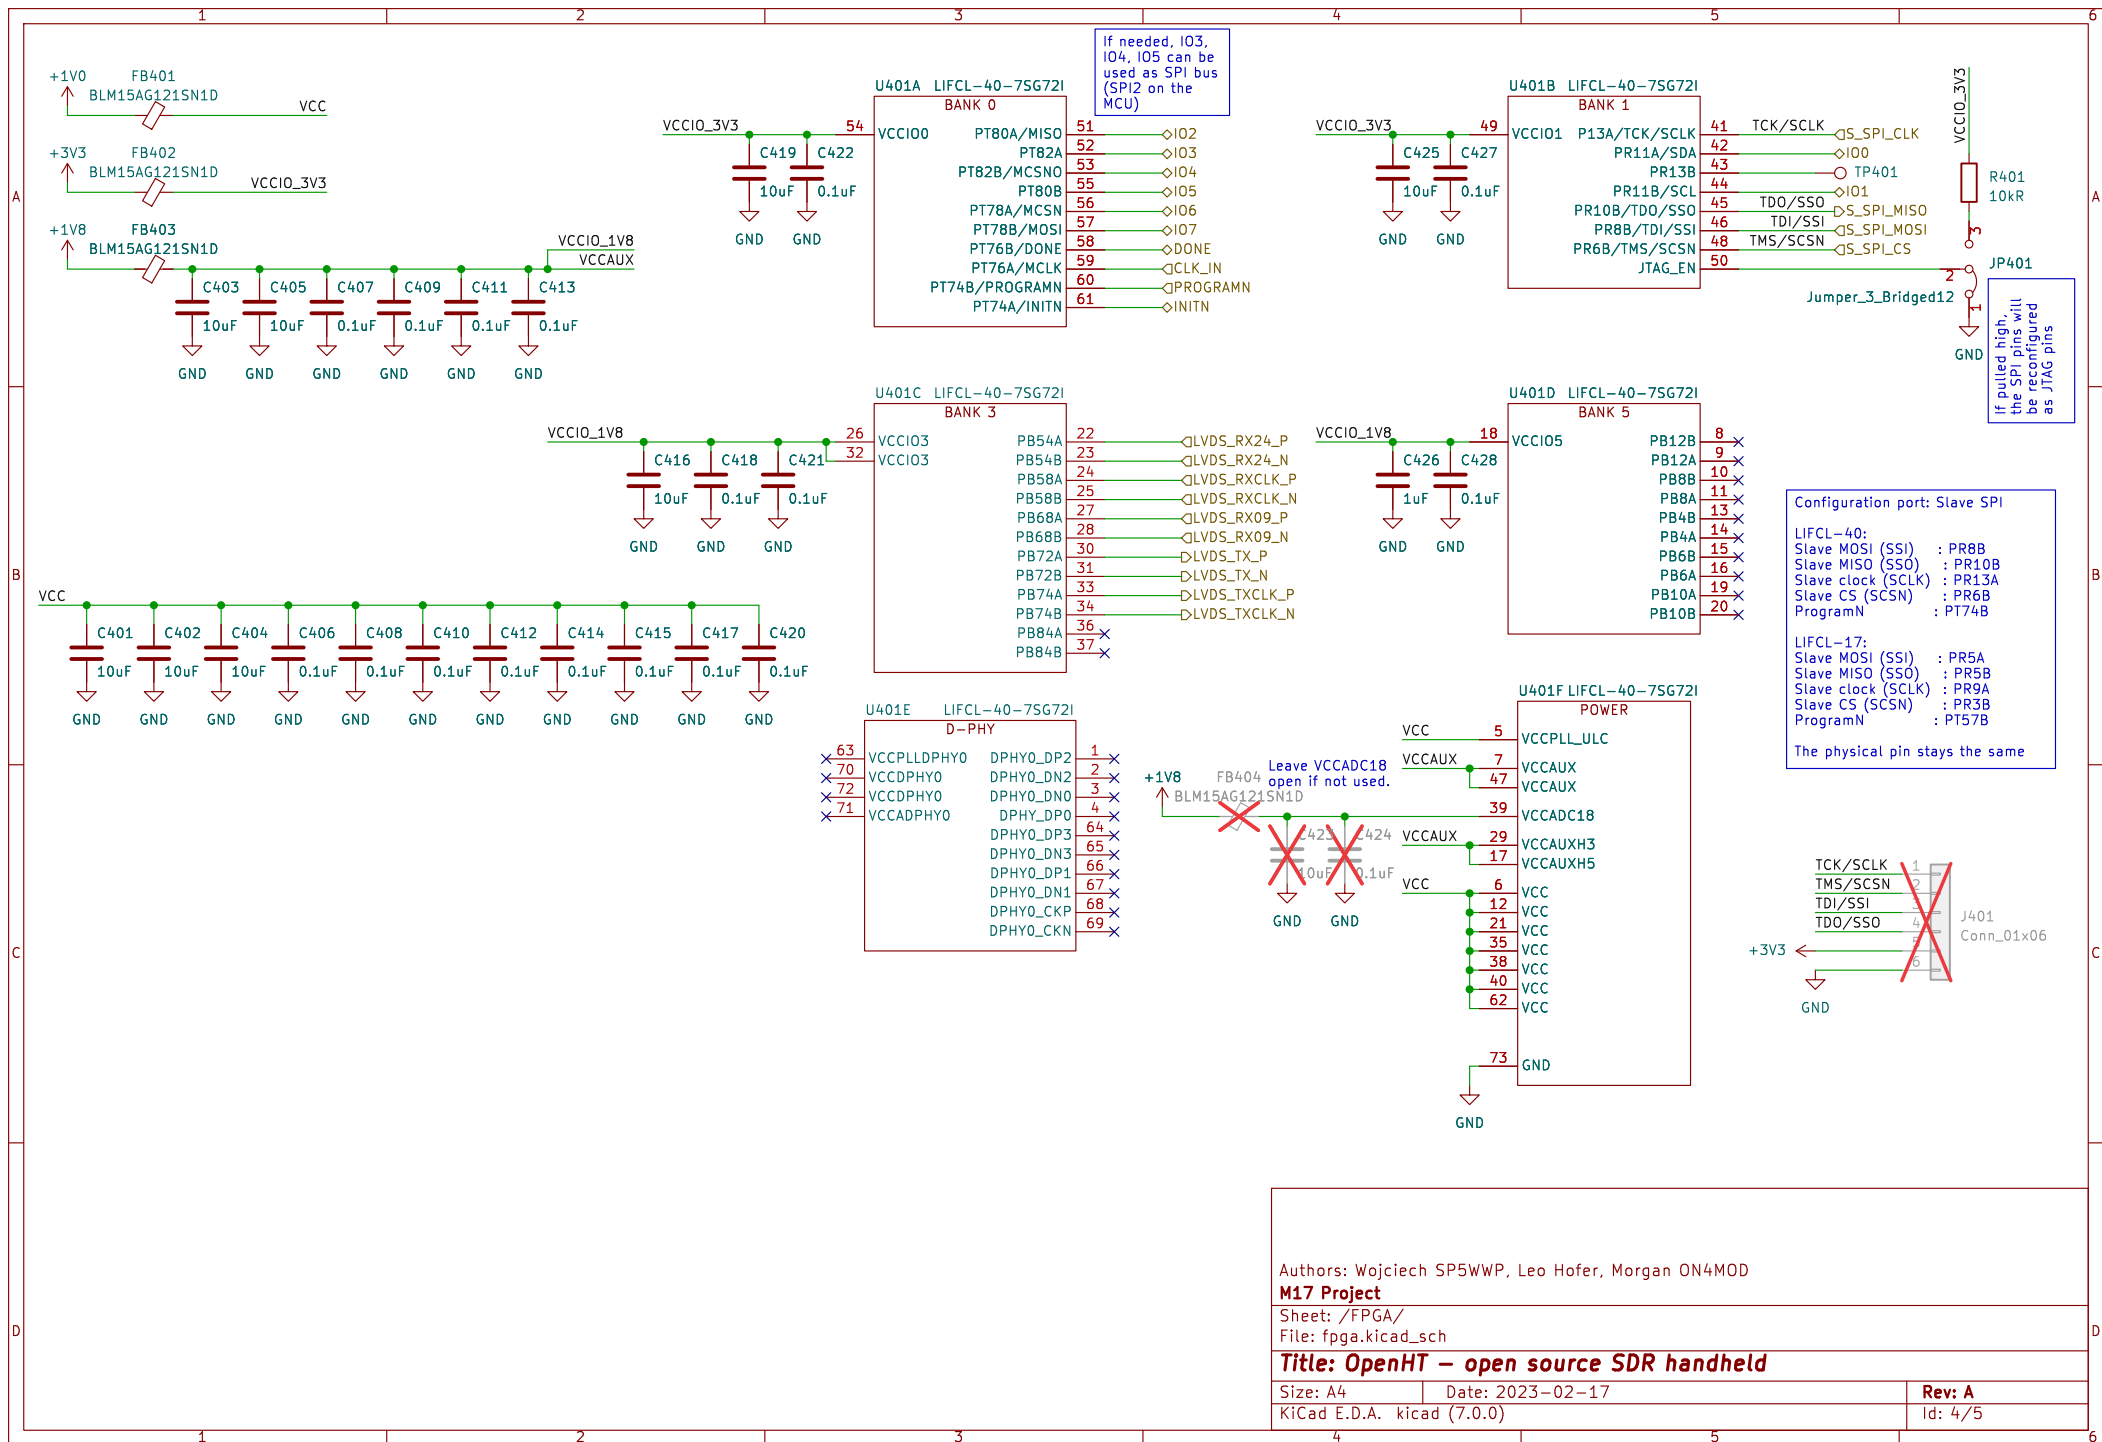 1 2 3 4 5 6
A
B
C
D
A
B
C
D
+1V0
FB401
BLM15AG121SN1D
VCC
+3V3
FB402
BLM15AG121SN1D
VCCIO_3V3
+1V8
FB403
BLM15AG121SN1D
VCCIO_1V8
VCCAUX
C403 C405 C407 C409 C411 C413
10uF 10uF 0.1uF 0.1uF 0.1uF 0.1uF
GND GND GND GND GND GND
If needed, IO3,
IO4, IO5 can be
used as SPI bus
(SPI2 on the
MCU)
U401A LIFCL-40-7SG72I
BANK 0
VCCIO_3V3
54 VCCIO0
C419 C422
10uF 0.1uF
GND GND
PT80A/MISO 51 IO2
PT82A 52 IO3
PT82B/MCSNO 53 IO4
PT80B 55 IO5
PT78A/MCSN 56 IO6
PT78B/MOSI 57 IO7
PT76B/DONE 58 DONE
PT76A/MCLK 59 CLK_IN
PT74B/PROGRAMN 60 PROGRAMN
PT74A/INITN 61 INITN
U401B LIFCL-40-7SG72I
BANK 1
VCCIO_3V3
49 VCCIO1
C425 C427
10uF 0.1uF
GND GND
P13A/TCK/SCLK 41 TCK/SCLK S_SPI_CLK
PR11A/SDA 42 IO0
PR13B 43 TP401
PR11B/SCL 44 IO1
PR10B/TDO/SSO 45 TDO/SSO S_SPI_MISO
PR8B/TDI/SSI 46 TDI/SSI S_SPI_MOSI
PR6B/TMS/SCSN 48 TMS/SCSN S_SPI_CS
JTAG_EN 50
VCCIO_3V3
R401
10kR
3
2
1
JP401
Jumper_3_Bridged12
GND
If pulled high,
the SPI pins will
be reconfigured
as JTAG pins
U401C LIFCL-40-7SG72I
BANK 3
VCCIO_1V8
26 VCCIO3
32 VCCIO3
C416 C418 C421
10uF 0.1uF 0.1uF
GND GND GND
PB54A 22 LVDS_RX24_P
PB54B 23 LVDS_RX24_N
PB58A 24 LVDS_RXCLK_P
PB58B 25 LVDS_RXCLK_N
PB68A 27 LVDS_RX09_P
PB68B 28 LVDS_RX09_N
PB72A 30 LVDS_TX_P
PB72B 31 LVDS_TX_N
PB74A 33 LVDS_TXCLK_P
PB74B 34 LVDS_TXCLK_N
PB84A 36
PB84B 37
U401D LIFCL-40-7SG72I
BANK 5
VCCIO_1V8
18 VCCIO5
C426 C428
1uF 0.1uF
GND GND
PB12B 8
PB12A 9
PB8B 10
PB8A 11
PB4B 13
PB4A 14
PB6B 15
PB6A 16
PB10A 19
PB10B 20
Configuration port: Slave SPI
LIFCL-40:
Slave MOSI (SSI) : PR8B
Slave MISO (SSO) : PR10B
Slave clock (SCLK) : PR13A
Slave CS (SCSN) : PR6B
ProgramN : PT74B
LIFCL-17:
Slave MOSI (SSI) : PR5A
Slave MISO (SSO) : PR5B
Slave clock (SCLK) : PR9A
Slave CS (SCSN) : PR3B
ProgramN : PT57B
The physical pin stays the same
VCC
C401 C402 C404 C406 C408 C410 C412 C414 C415 C417 C420
10uF 10uF 10uF 0.1uF 0.1uF 0.1uF 0.1uF 0.1uF 0.1uF 0.1uF 0.1uF
GND GND GND GND GND GND GND GND GND GND GND
U401E LIFCL-40-7SG72I
D-PHY
63 VCCPLLDPHY0
70 VCCDPHY0
72 VCCDPHY0
71 VCCADPHY0
DPHY0_DP2 1
DPHY0_DN2 2
DPHY0_DN0 3
DPHY_DP0 4
DPHY0_DP3 64
DPHY0_DN3 65
DPHY0_DP1 66
DPHY0_DN1 67
DPHY0_CKP 68
DPHY0_CKN 69
U401F LIFCL-40-7SG72I
POWER
VCC 5 VCCPLL_ULC
VCCAUX 7 VCCAUX
47 VCCAUX
39 VCCADC18
VCCAUX 29 VCCAUXH3
17 VCCAUXH5
VCC 6 VCC
12 VCC
21 VCC
35 VCC
38 VCC
40 VCC
62 VCC
73 GND
GND
+1V8
FB404
BLM15AG121SN1D
Leave VCCADC18
open if not used.
C423 C424
10uF 0.1uF
GND GND
TCK/SCLK 1
TMS/SCSN 2
TDI/SSI 3
TDO/SSO 4
+3V3 5
6
GND
J401
Conn_01x06
Authors: Wojciech SP5WWP, Leo Hofer, Morgan ON4MOD
M17 Project
Sheet: /FPGA/
File: fpga.kicad_sch
Title: OpenHT – open source SDR handheld
Size: A4 Date: 2023-02-17 Rev: A
KiCad E.D.A. kicad (7.0.0) Id: 4/5
1 2 3 4 5 6